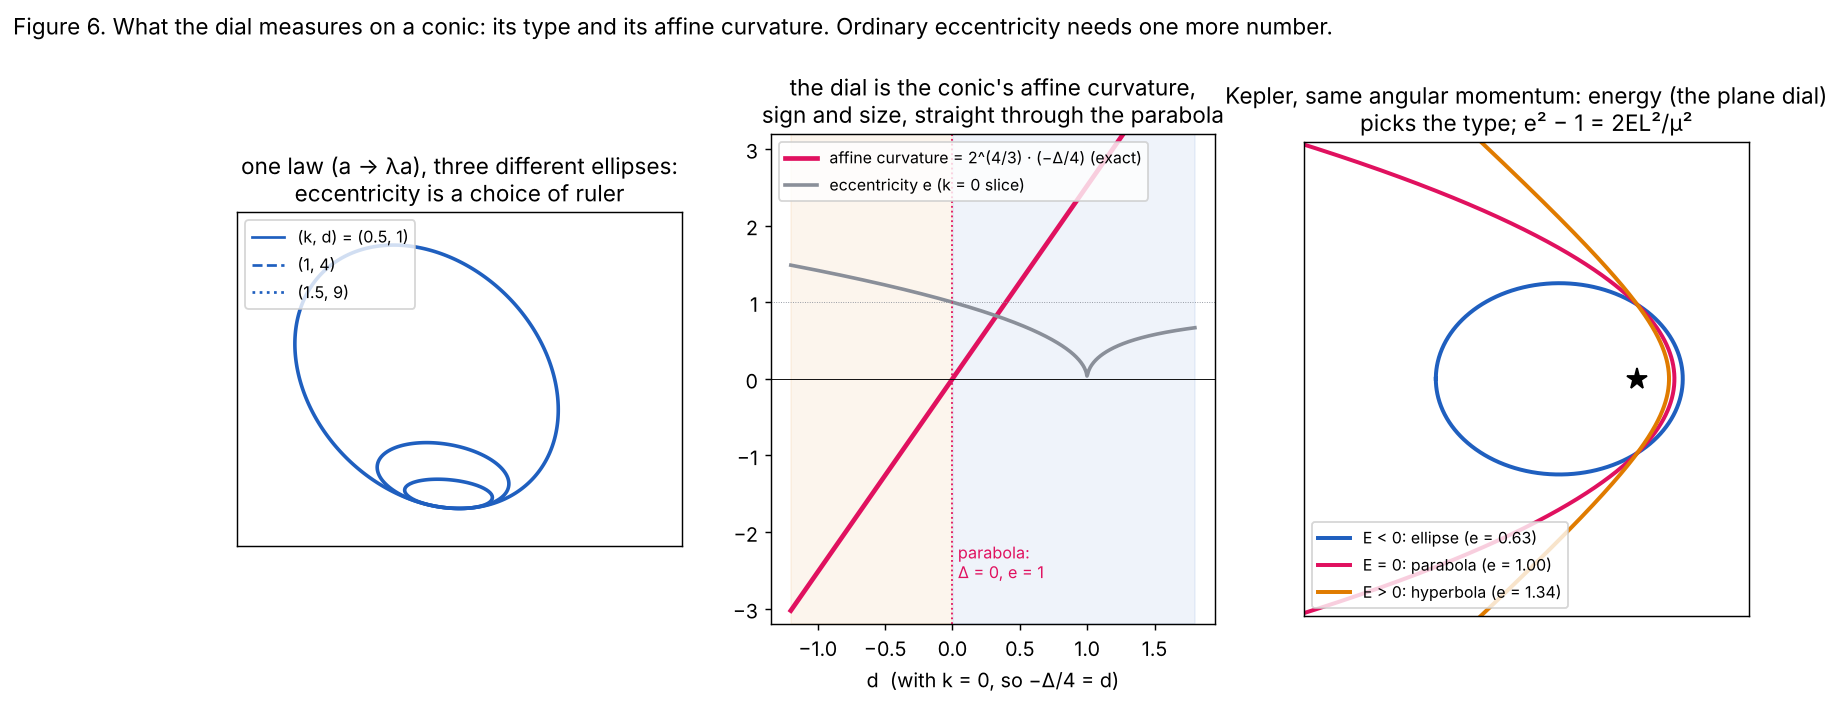 Figure 6. What the dial measures on a conic: its type and its affine curvature. Ordinary eccentricity needs one more number.
one law (a → λa), three different ellipses:
eccentricity is a choice of ruler
(k, d) = (0.5, 1)
(1, 4)
(1.5, 9)
the dial is the conic's affine curvature,
sign and size, straight through the parabola
affine curvature = 2^(4/3) · (−Δ/4) (exact)
eccentricity e (k = 0 slice)
3
2
1
0
−1
−2
−3
parabola:
Δ = 0, e = 1
−1.0 −0.5 0.0 0.5 1.0 1.5
d (with k = 0, so −Δ/4 = d)
Kepler, same angular momentum: energy (the plane dial)
picks the type; e² − 1 = 2EL²/μ²
E < 0: ellipse (e = 0.63)
E = 0: parabola (e = 1.00)
E > 0: hyperbola (e = 1.34)